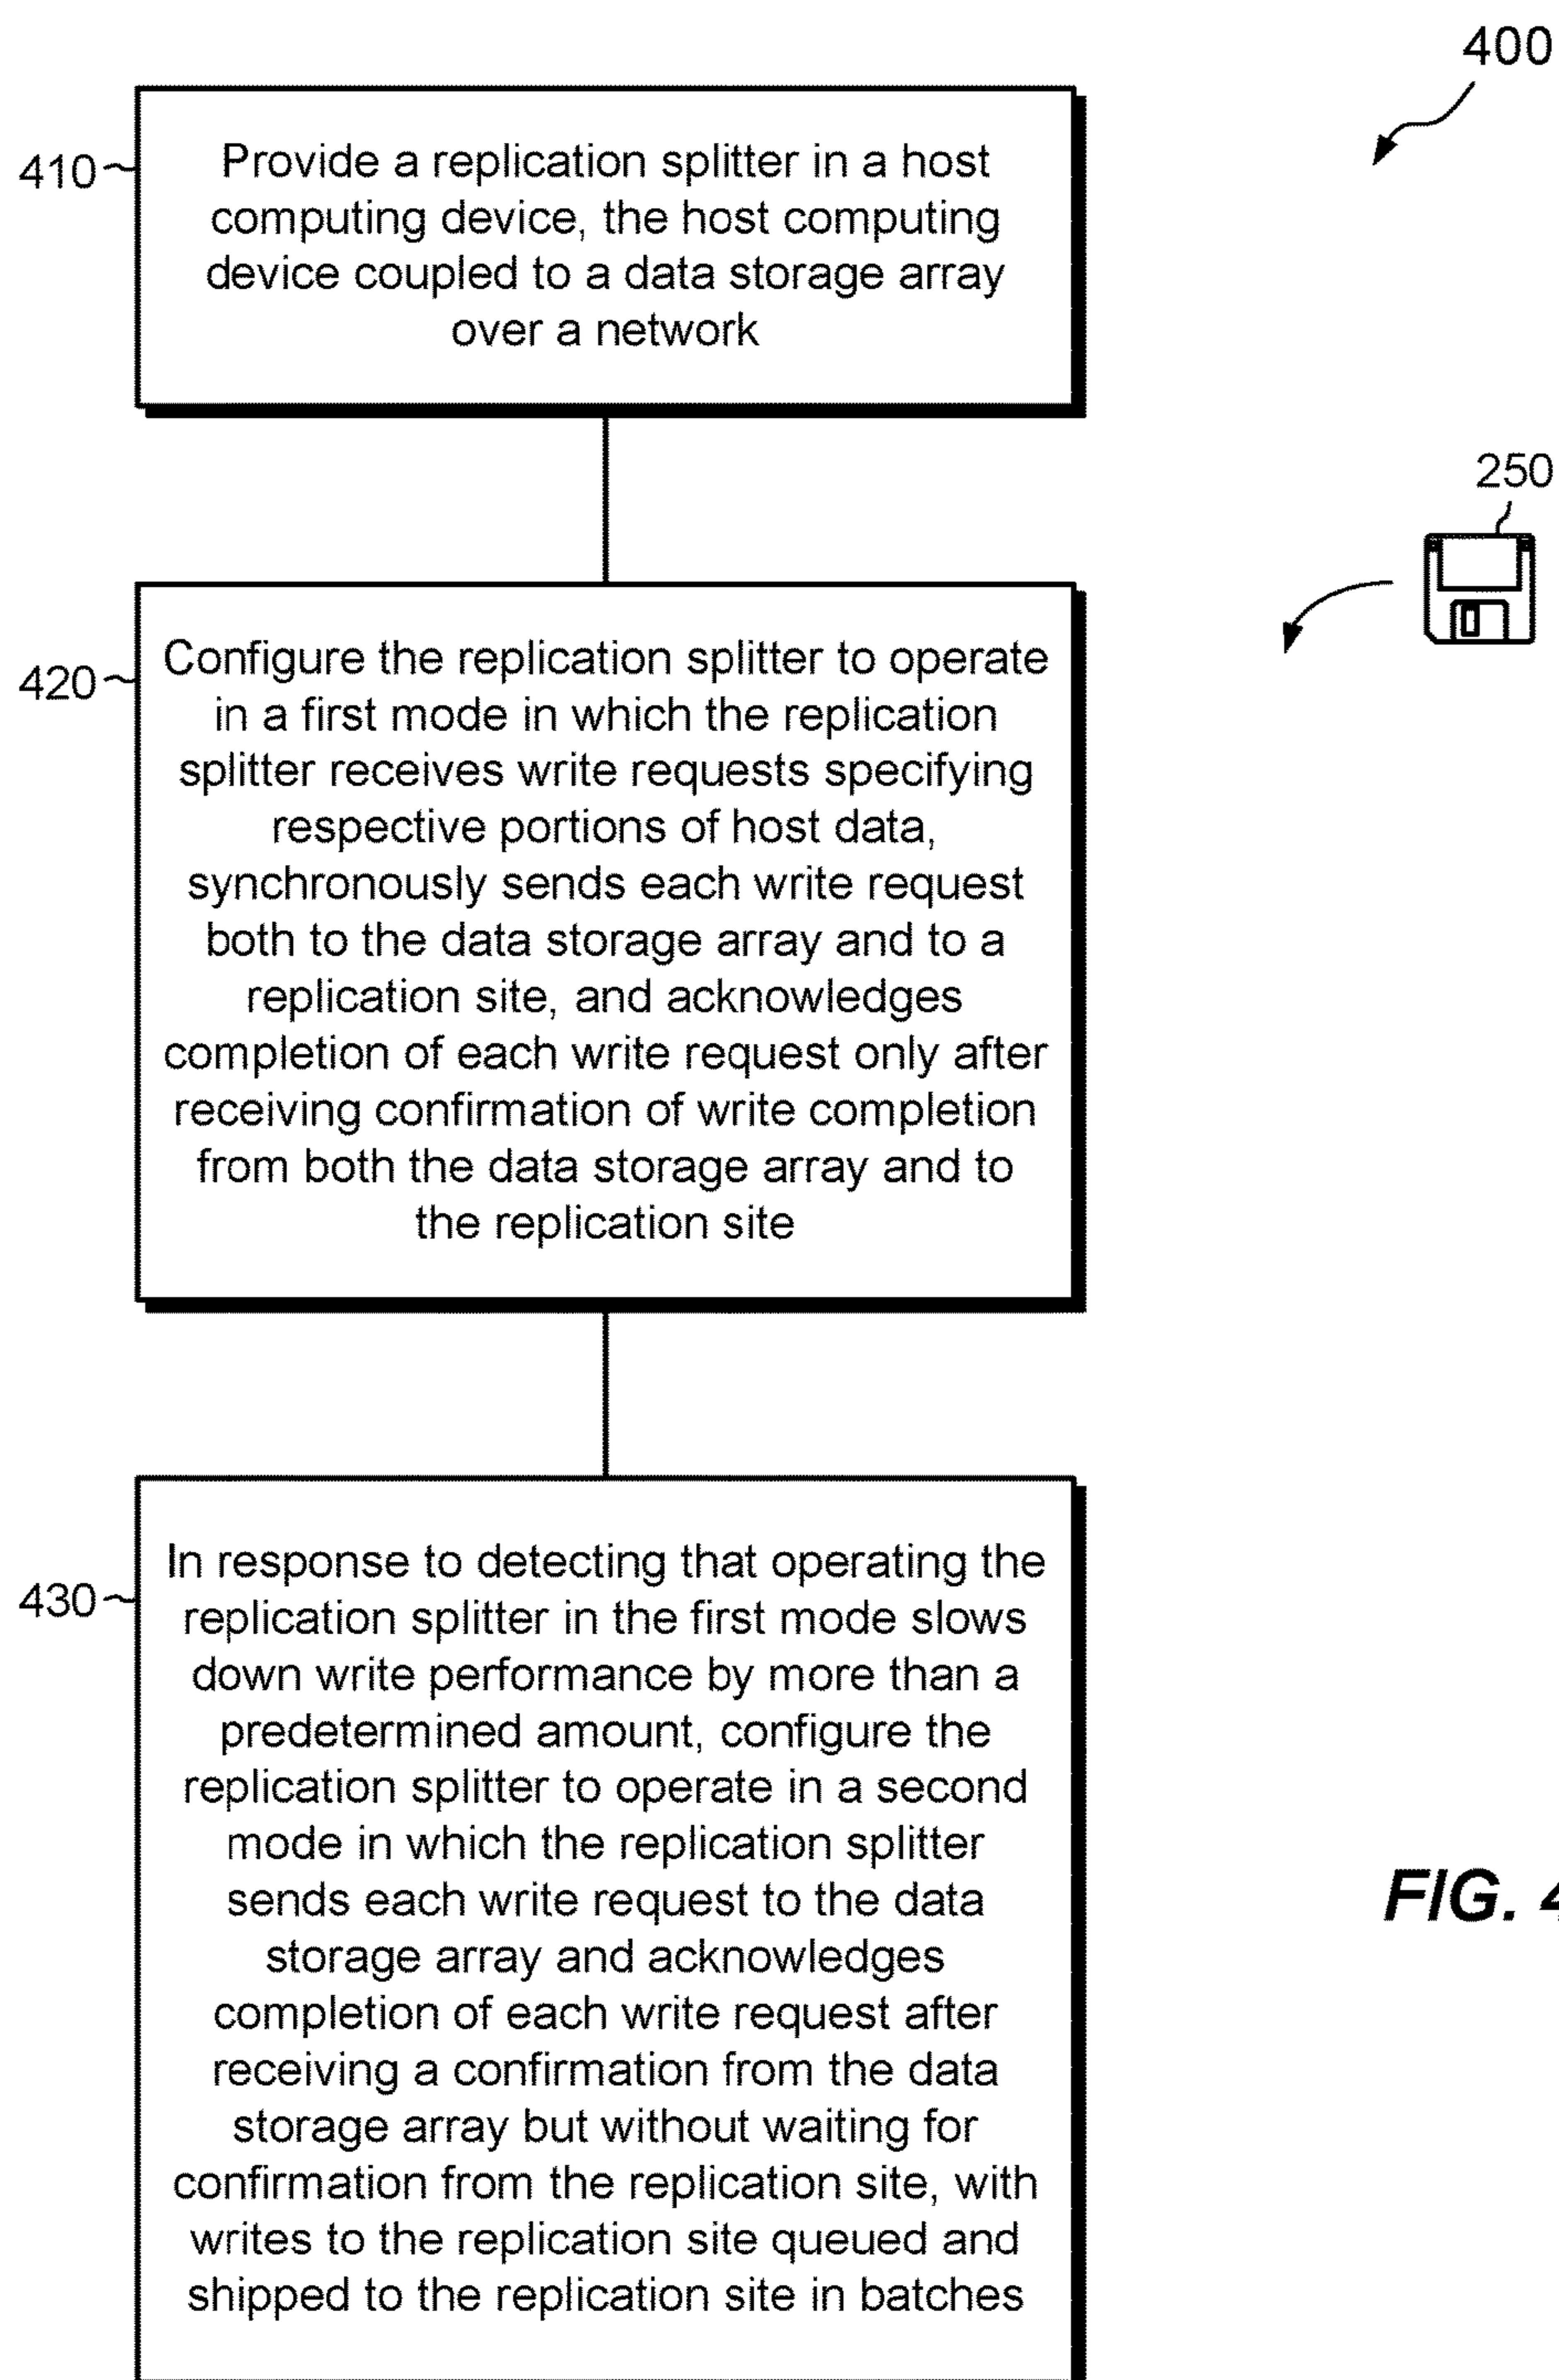 400
410
Provide a replication splitter in a host
computing device, the host computing
device coupled to a data storage array
over a network
250
420
Configure the replication splitter to operate
in a first mode in which the replication
splitter receives write requests specifying
respective portions of host data,
synchronously sends each write request
both to the data storage array and to a
replication site, and acknowledges
completion of each write request only after
receiving confirmation of write completion
from both the data storage array and to
the replication site
430
In response to detecting that operating the
replication splitter in the first mode slows
down write performance by more than a
predetermined amount, configure the
replication splitter to operate in a second
mode in which the replication splitter
sends each write request to the data
storage array and acknowledges
completion of each write request after
receiving a confirmation from the data
storage array but without waiting for
confirmation from the replication site, with
writes to the replication site queued and
shipped to the replication site in batches
FIG. 4